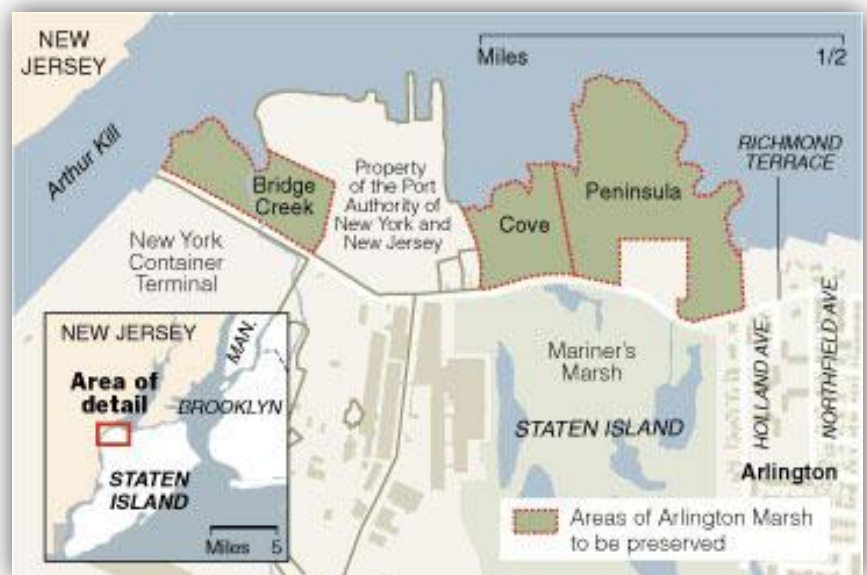 NEW
JERSEY
Miles
1/2
Arthur Kill
RICHMOND
TERRACE
Bridge
Creek
Property
of the Port
Authority of
New York and
New Jersey
Cove
Peninsula
New York
Container
Terminal
Mariner's
Marsh
STATEN ISLAND
HOLLAND AVE.
NORTHFIELD AVE.
Arlington
NEW JERSEY
MAN.
Area of
detail
BROOKLYN
STATEN
ISLAND
Miles 5
Areas of Arlington Marsh
to be preserved